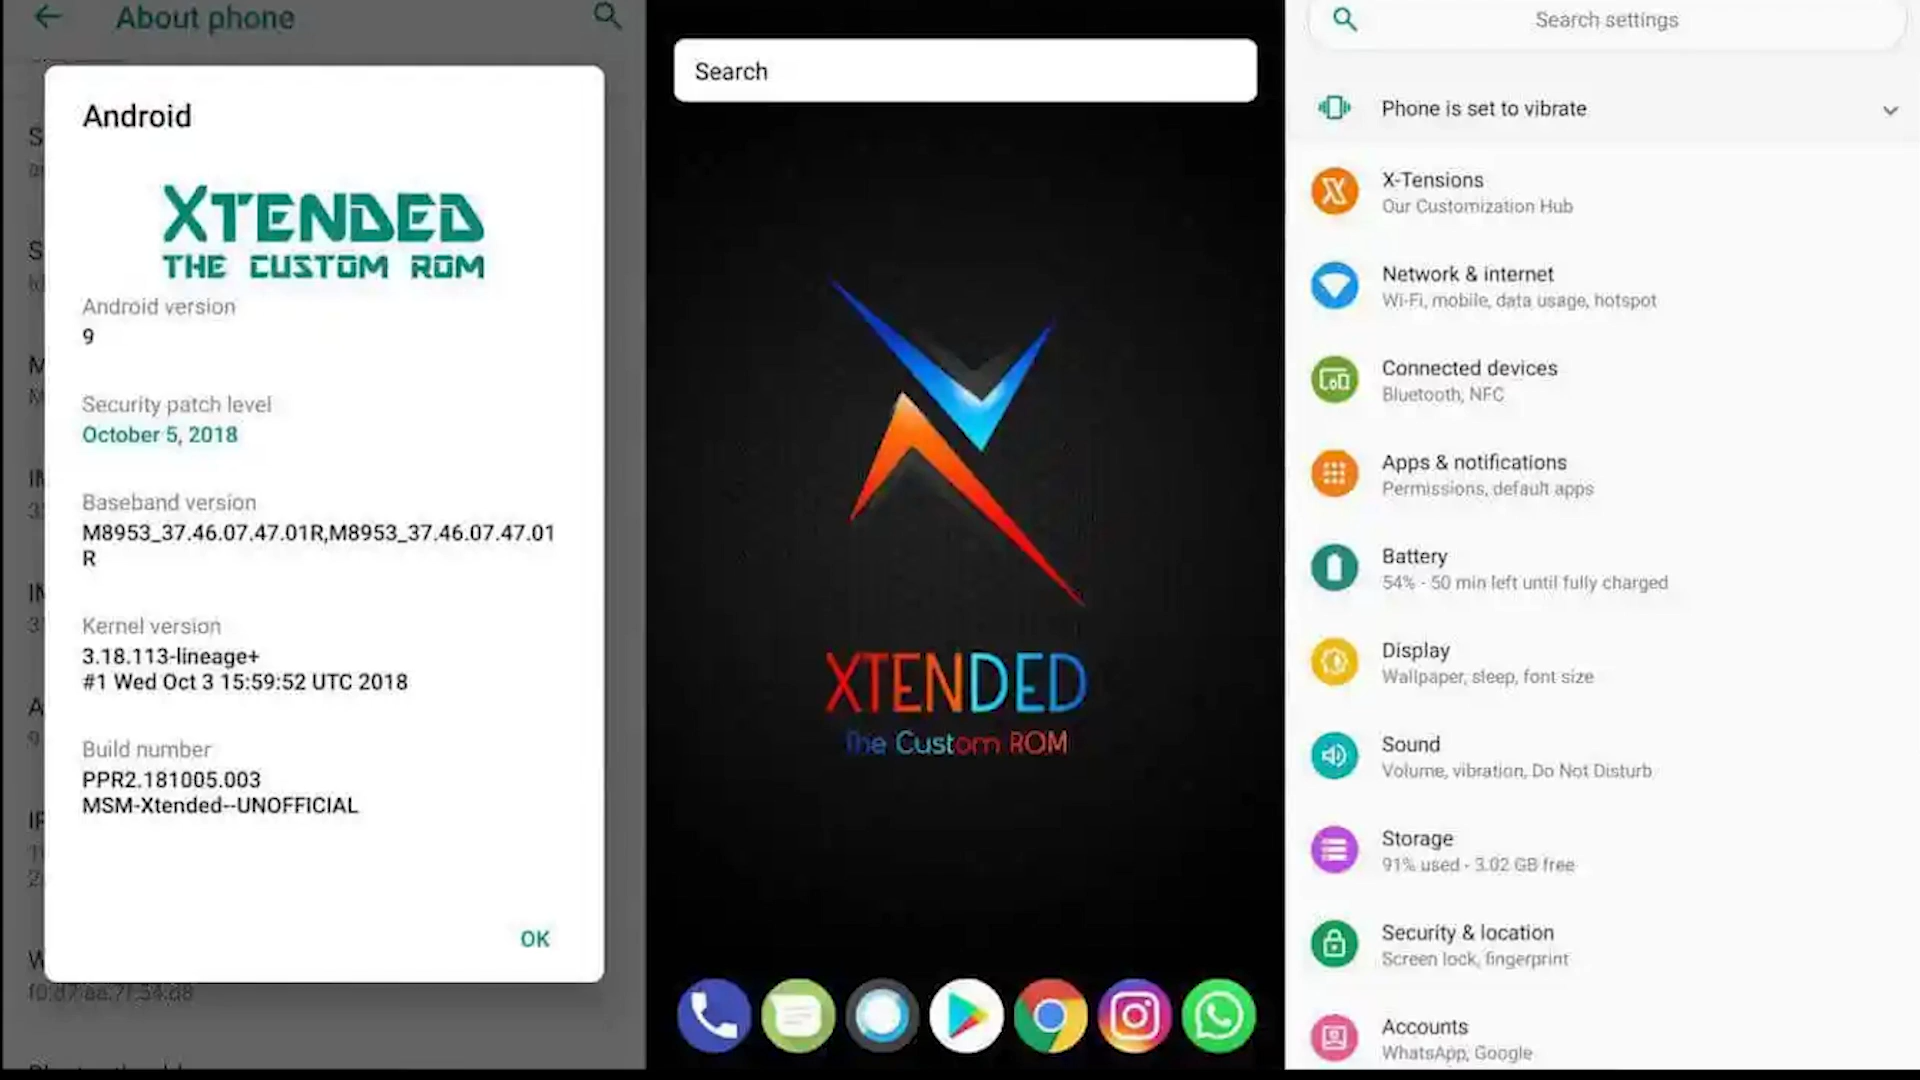 About phone
Android
XTENDED
THE CUSTOM ROM
Android version
9
Security patch level
October 5, 2018
Baseband version
M8953_37.46.07.47.01R,M8953_37.46.07.47.01
R
Kernel version
3.18.113-lineage+
#1 Wed Oct 3 15:59:52 UTC 2018
Build number
PPR2.181005.003
MSM-Xtended--UNOFFICIAL
OK
Search
XTENDED
The Custom ROM
Search settings
Phone is set to vibrate
X-Tensions
Our Customization Hub
Network & internet
Wi-Fi, mobile, data usage, hotspot
Connected devices
Bluetooth, NFC
Apps & notifications
Permissions, default apps
Battery
54% - 50 min left until fully charged
Display
Wallpaper, sleep, font size
Sound
Volume, vibration, Do Not Disturb
Storage
91% used - 3.02 GB free
Security & location
Screen lock, fingerprint
Accounts
WhatsApp, Google